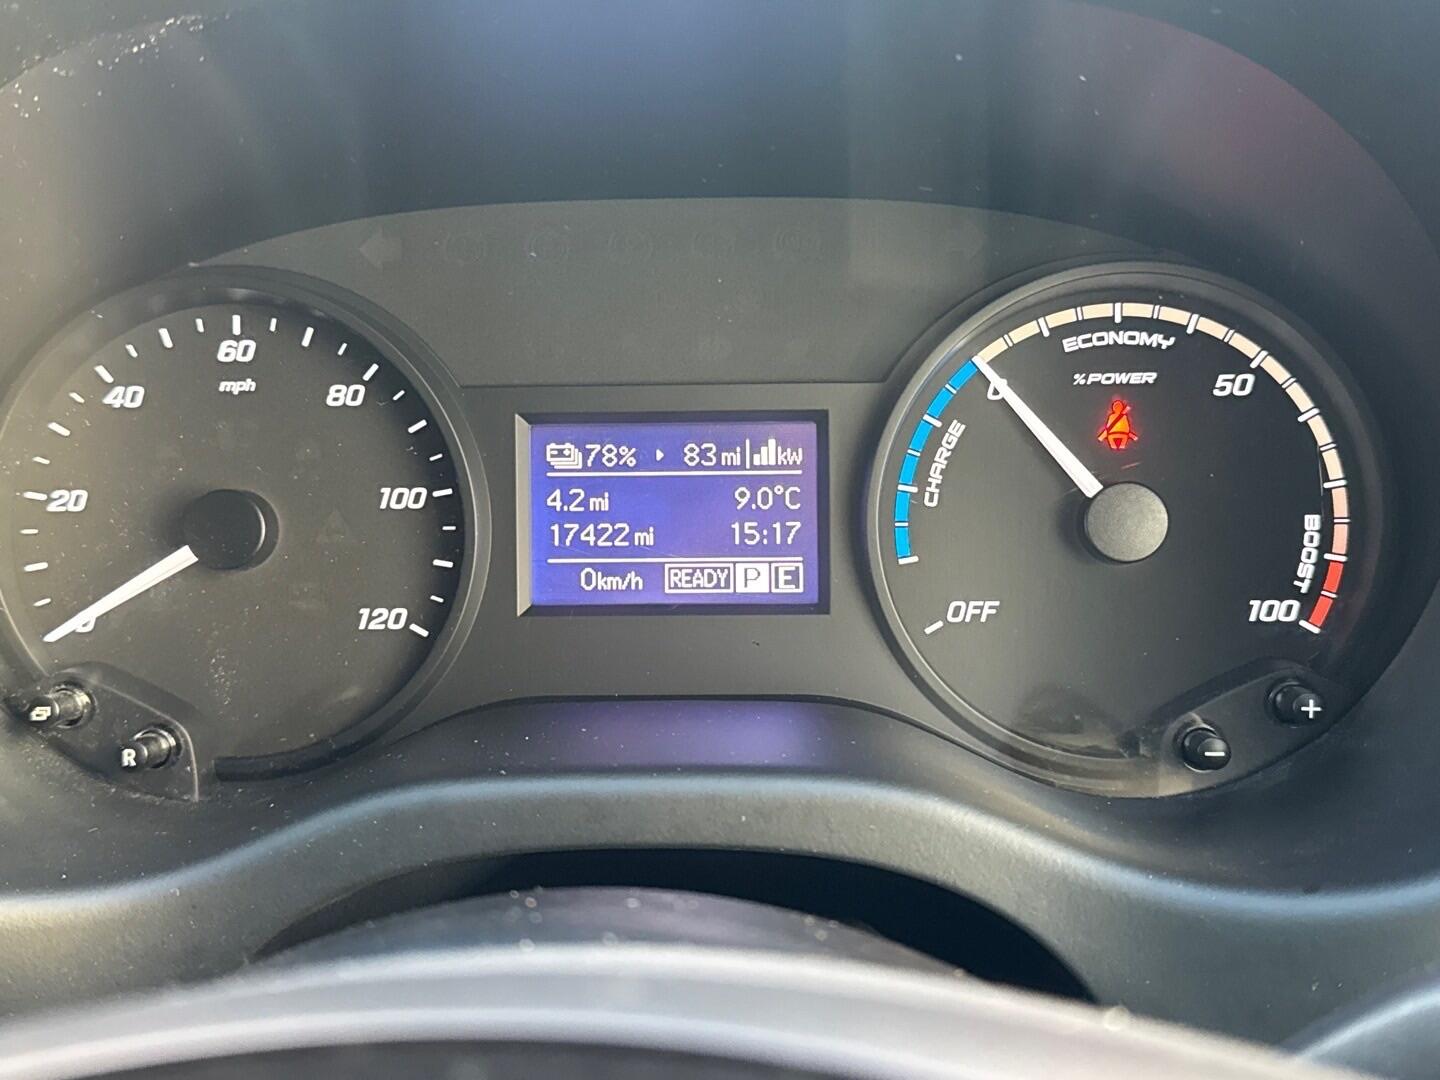 0
20
40
60
mph
80
100
120
R
78% 83 mi kW
4.2 mi 9.0°C
17422 mi 15:17
0km/h READY P E
OFF
CHARGE
0
ECONOMY
% POWER
50
BOOST
100
+
−